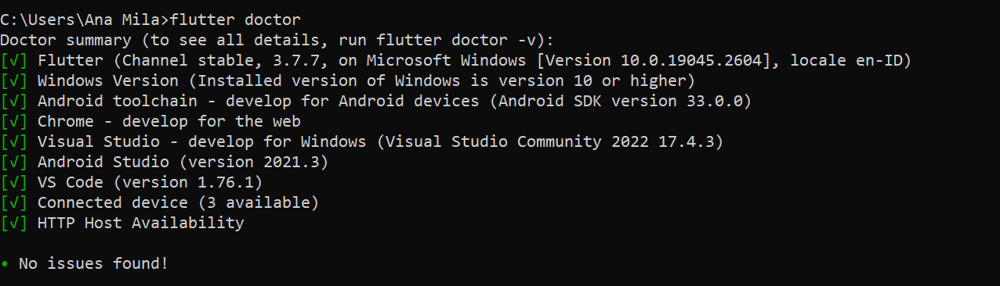 C:\Users\Ana Mila>flutter doctor
Doctor summary (to see all details, run flutter doctor -v):
[√] Flutter (Channel stable, 3.7.7, on Microsoft Windows [Version 10.0.19045.2604], locale en-ID)
[√] Windows Version (Installed version of Windows is version 10 or higher)
[√] Android toolchain - develop for Android devices (Android SDK version 33.0.0)
[√] Chrome - develop for the web
[√] Visual Studio - develop for Windows (Visual Studio Community 2022 17.4.3)
[√] Android Studio (version 2021.3)
[√] VS Code (version 1.76.1)
[√] Connected device (3 available)
[√] HTTP Host Availability
• No issues found!